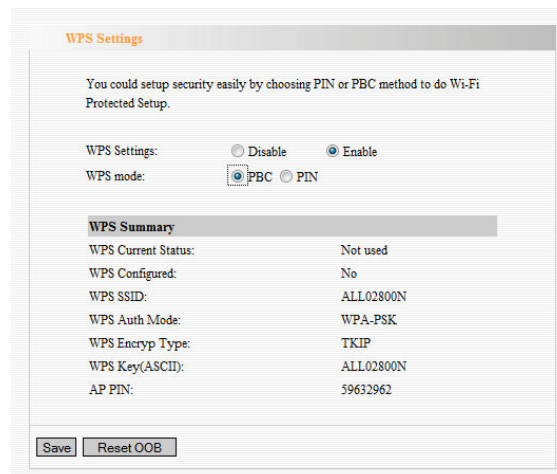 WPS Settings
You could setup security easily by choosing PIN or PBC method to do Wi-Fi
Protected Setup.
WPS Settings: Disable Enable
WPS mode: PBC PIN
WPS Summary
WPS Current Status: Not used
WPS Configured: No
WPS SSID: ALL02800N
WPS Auth Mode: WPA-PSK
WPS Encryp Type: TKIP
WPS Key(ASCII): ALL02800N
AP PIN: 59632962
Save Reset OOB